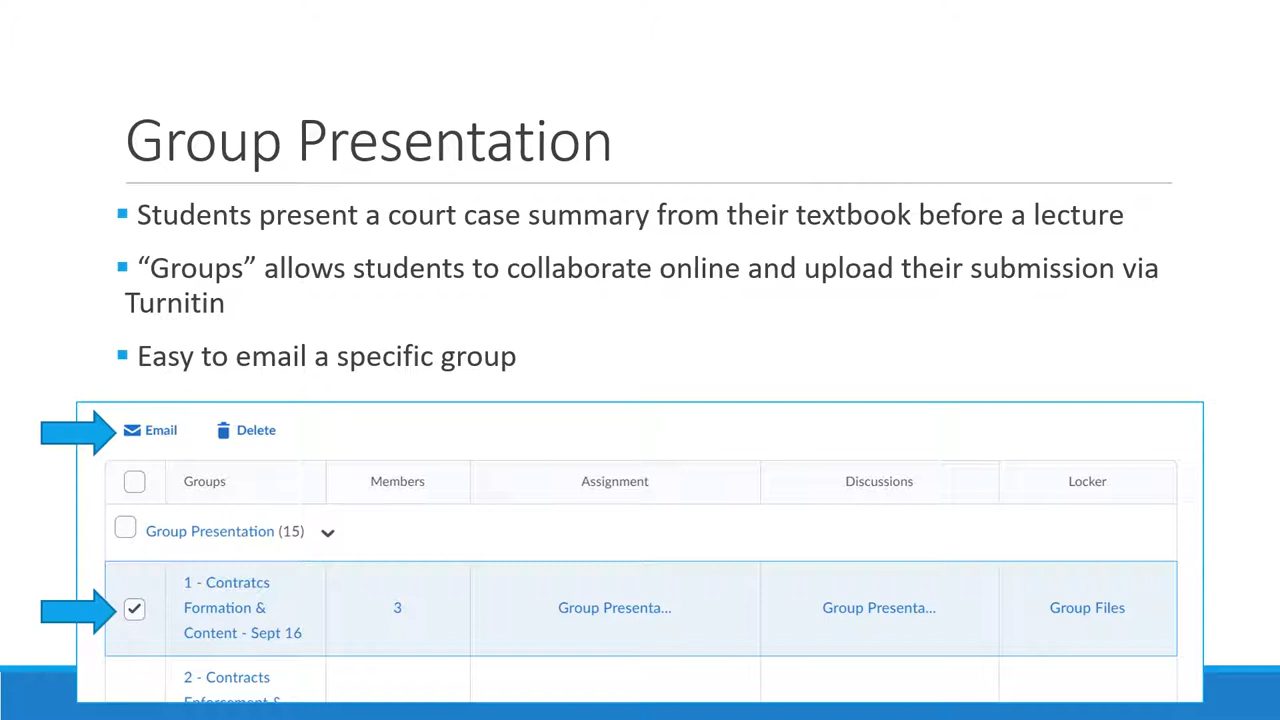 Group Presentation
Students present a court case summary from their textbook before a lecture
“Groups” allows students to collaborate online and upload their submission via
Turnitin
Easy to email a specific group
Email Delete
Groups Members Assignment Discussions Locker
Group Presentation (15)
1 - Contratcs
Formation &
Content - Sept 16
3 Group Presenta... Group Presenta... Group Files
2 - Contracts
Enforcement &